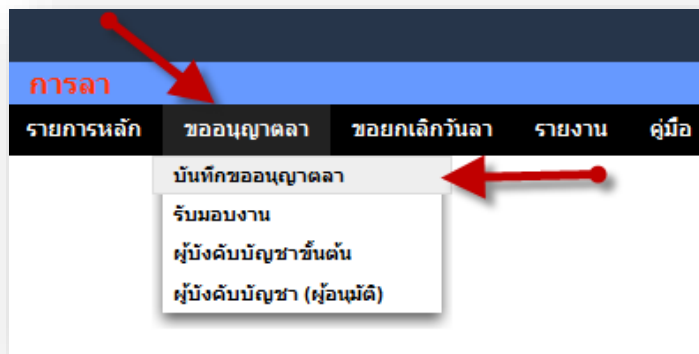 การลา
รายการหลัก ขออนุญาตลา ขอยกเลิกวันลา รายงาน คู่มือ
บันทึกขออนุญาตลา
รับมอบงาน
ผู้บังคับบัญชาขั้นต้น
ผู้บังคับบัญชา (ผู้อนุมัติ)